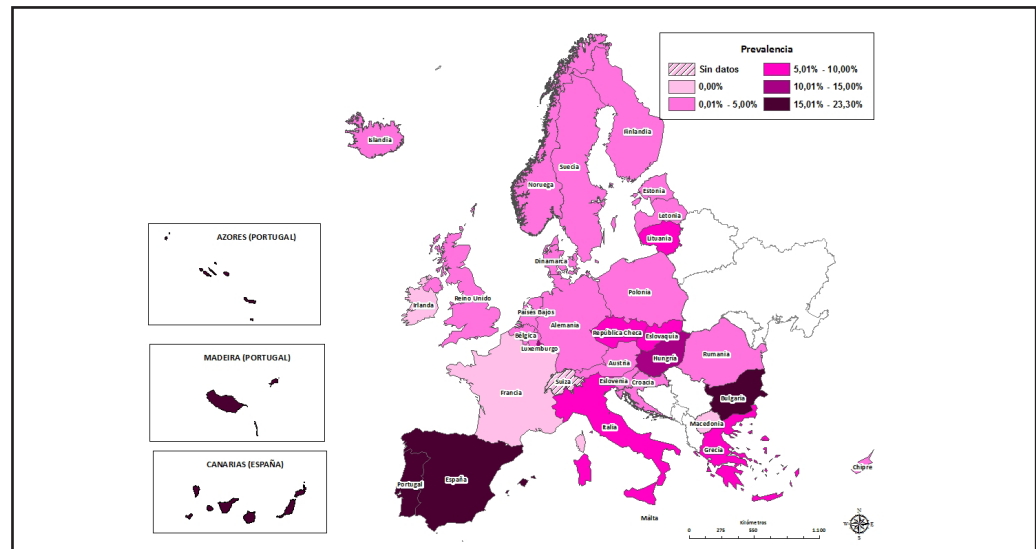 Prevalencia
Sin datos
5,01% - 10,00%
0,00%
10,01% - 15,00%
0,01% - 5,00%
15,01% - 23,30%
Islandia
Finlandia
Suecia
Noruega
Estonia
Letonia
Lituania
AZORES (PORTUGAL)
Dinamarca
Irlanda
Reino Unido
Polonia
Países Bajos
Alemania
Bélgica
República Checa
Eslovaquia
Luxemburgo
MADEIRA (PORTUGAL)
Austria
Hungría
Rumania
Suiza
Eslovenia
Croacia
Francia
Bulgaria
Italia
Macedonia
Grecia
CANARIAS (ESPAÑA)
Portugal
España
Chipre
Malta
Kilómetros
0 275 550 1.100
N
W E
S